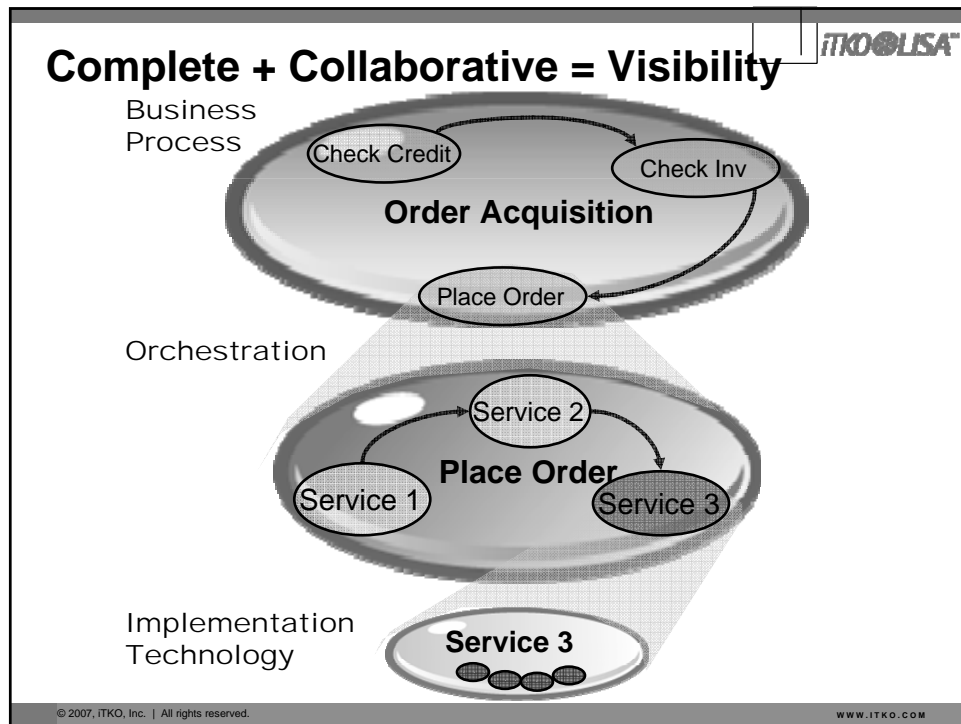 iTKO LISA™
Complete + Collaborative = Visibility
Business
Process
Check Credit
Check Inv
Order Acquisition
Place Order
Orchestration
Service 2
Place Order
Service 1
Service 3
Implementation
Technology
Service 3
© 2007, iTKO, Inc. | All rights reserved.
WWW.ITKO.COM